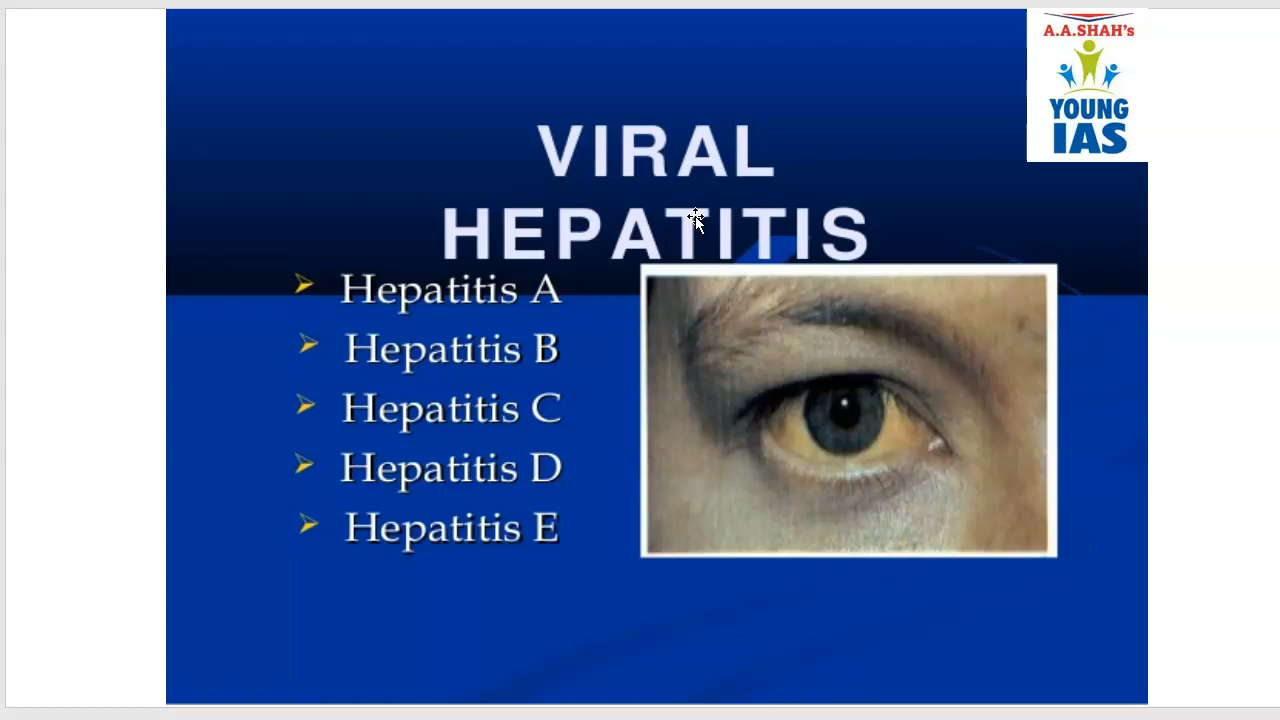 A.A.SHAH's
YOUNG
IAS
VIRAL
HEPATITIS
Hepatitis A
Hepatitis B
Hepatitis C
Hepatitis D
Hepatitis E